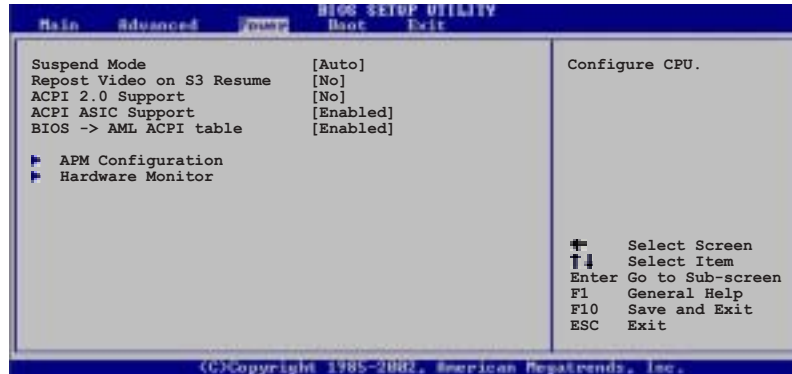 BIOS SETUP UTILITY
Main Advanced Power Boot Exit
Suspend Mode [Auto]
Repost Video on S3 Resume [No]
ACPI 2.0 Support [No]
ACPI ASIC Support [Enabled]
BIOS -> AML ACPI table [Enabled]
APM Configuration
Hardware Monitor
Configure CPU.
Select Screen
Select Item
Enter Go to Sub-screen
F1 General Help
F10 Save and Exit
ESC Exit
(C)Copyright 1985-2002, American Megatrends, Inc.